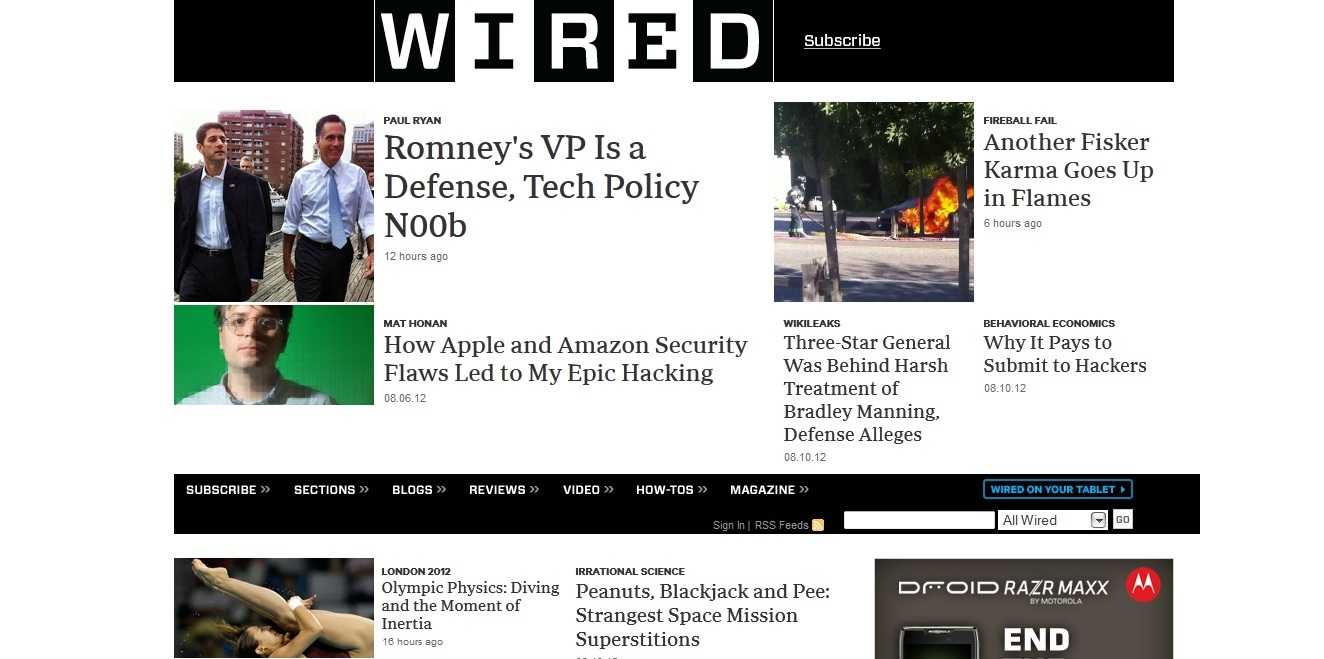 WIRED
Subscribe
PAUL RYAN
Romney's VP Is a
Defense, Tech Policy
N00b
12 hours ago
FIREBALL FAIL
Another Fisker
Karma Goes Up
in Flames
6 hours ago
MAT HONAN
How Apple and Amazon Security
Flaws Led to My Epic Hacking
08.06.12
WIKILEAKS
Three-Star General
Was Behind Harsh
Treatment of
Bradley Manning,
Defense Alleges
08.10.12
BEHAVIORAL ECONOMICS
Why It Pays to
Submit to Hackers
08.10.12
SUBSCRIBE >> SECTIONS >> BLOGS >> REVIEWS >> VIDEO >> HOW-TOS >> MAGAZINE >>
WIRED ON YOUR TABLET
Sign In | RSS Feeds
All Wired
GO
LONDON 2012
Olympic Physics: Diving
and the Moment of
Inertia
16 hours ago
IRRATIONAL SCIENCE
Peanuts, Blackjack and Pee:
Strangest Space Mission
Superstitions
DROID RAZR MAXX
BY MOTOROLA
END